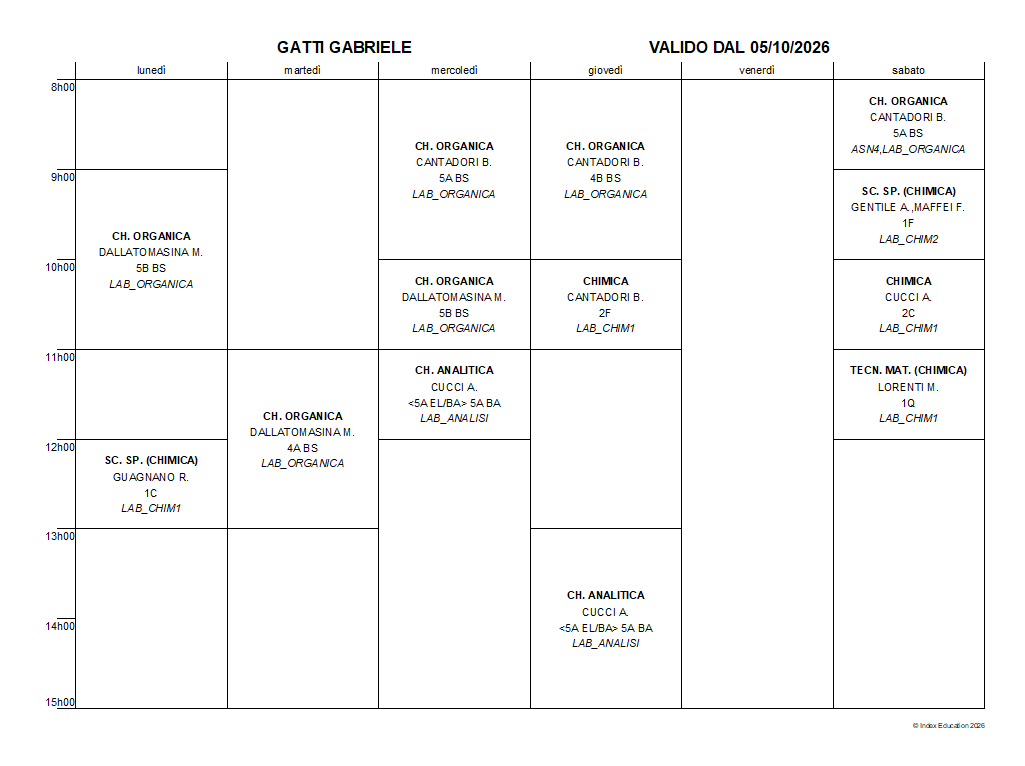 GATTI GABRIELE
VALIDO DAL 05/10/2026
lunedì
martedì
mercoledì
giovedì
venerdì
sabato
8h00
9h00
10h00
11h00
12h00
13h00
14h00
15h00
CH. ORGANICA
DALLATOMASINA M.
5B BS
LAB_ORGANICA
SC. SP. (CHIMICA)
GUAGNANO R.
1C
LAB_CHIM1
CH. ORGANICA
DALLATOMASINA M.
4A BS
LAB_ORGANICA
CH. ORGANICA
CANTADORI B.
5A BS
LAB_ORGANICA
CH. ORGANICA
DALLATOMASINA M.
5B BS
LAB_ORGANICA
CH. ANALITICA
CUCCI A.
<5A EL/BA> 5A BA
LAB_ANALISI
CH. ORGANICA
CANTADORI B.
4B BS
LAB_ORGANICA
CHIMICA
CANTADORI B.
2F
LAB_CHIM1
CH. ANALITICA
CUCCI A.
<5A EL/BA> 5A BA
LAB_ANALISI
CH. ORGANICA
CANTADORI B.
5A BS
ASN4,LAB_ORGANICA
SC. SP. (CHIMICA)
GENTILE A.,MAFFEI F.
1F
LAB_CHIM2
CHIMICA
CUCCI A.
2C
LAB_CHIM1
TECN. MAT. (CHIMICA)
LORENTI M.
1Q
LAB_CHIM1
© Index Education 2026